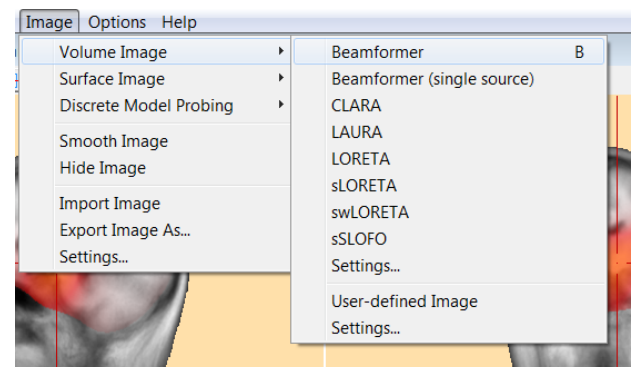 Image Options Help
Volume Image
Surface Image
Discrete Model Probing
Smooth Image
Hide Image
Import Image
Export Image As...
Settings...
Beamformer B
Beamformer (single source)
CLARA
LAURA
LORETA
sLORETA
swLORETA
sSLOFO
Settings...
User-defined Image
Settings...